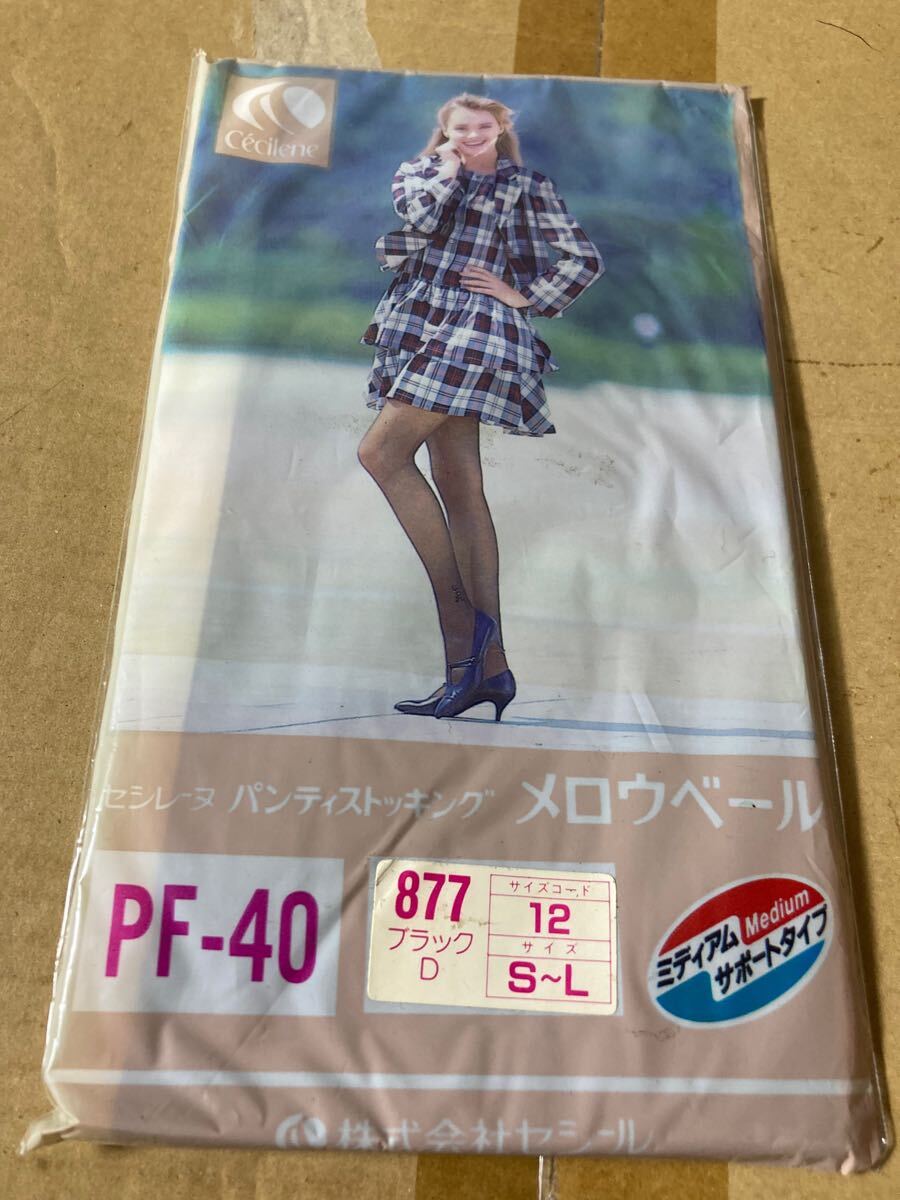 Cécilene
セシレーヌ パンティストッキング メロウベール
PF-40
877
ブラック
D
サイズコード
12
サイズ
S~L
Medium
ミディアム
サポートタイプ
株式会社セシール